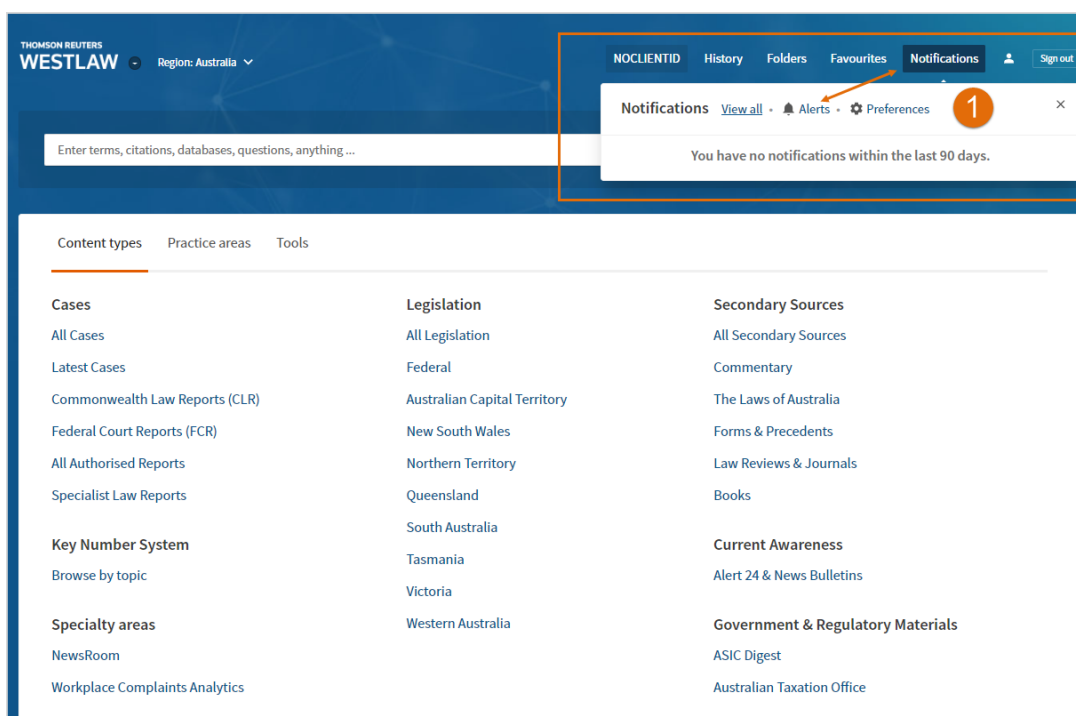 THOMSON REUTERS
WESTLAW
Region: Australia
NOCLIENTID History Folders Favourites Notifications Sign out
Notifications View all • Alerts • Preferences
1
You have no notifications within the last 90 days.
Enter terms, citations, databases, questions, anything ...
Content types Practice areas Tools
Cases
All Cases
Latest Cases
Commonwealth Law Reports (CLR)
Federal Court Reports (FCR)
All Authorised Reports
Specialist Law Reports
Key Number System
Browse by topic
Specialty areas
NewsRoom
Workplace Complaints Analytics
Legislation
All Legislation
Federal
Australian Capital Territory
New South Wales
Northern Territory
Queensland
South Australia
Tasmania
Victoria
Western Australia
Secondary Sources
All Secondary Sources
Commentary
The Laws of Australia
Forms & Precedents
Law Reviews & Journals
Books
Current Awareness
Alert 24 & News Bulletins
Government & Regulatory Materials
ASIC Digest
Australian Taxation Office